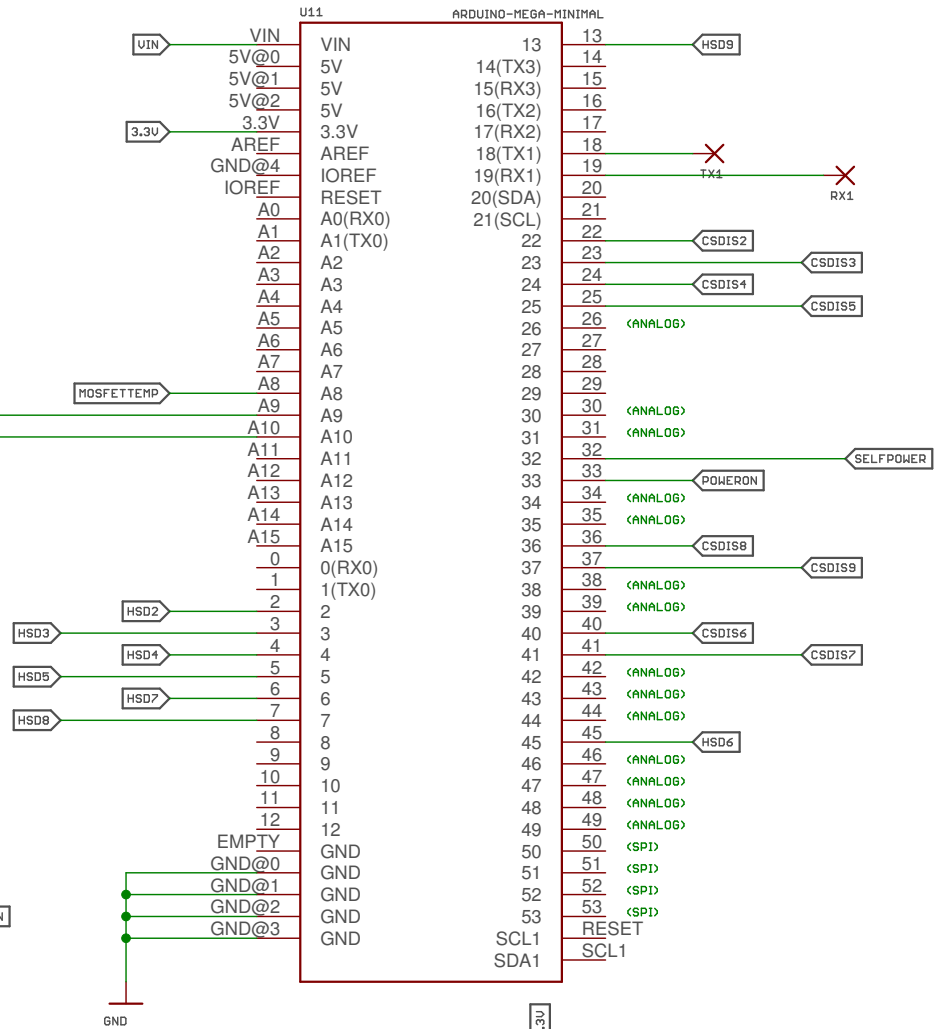 U11 ARDUINO-MEGA-MINIMAL
VIN VIN VIN 13 13 HSD9
5V@0 5V 14(TX3) 14
5V@1 5V 15(RX3) 15
5V@2 5V 16(TX2) 16
3.3V 3.3V 3.3V 17(RX2) 17
AREF AREF 18(TX1) 18 TX1
GND@4 IOREF 19(RX1) 19 RX1
IOREF RESET 20(SDA) 20
A0 A0(RX0) 21(SCL) 21
A1 A1(TX0) 22 22 CSDIS2
A2 A2 23 23 CSDIS3
A3 A3 24 24 CSDIS4
A4 A4 25 25 CSDIS5
A5 A5 26 26 (ANALOG)
A6 A6 27 27
A7 A7 28 28
MOSFETTEMP A8 A8 29 29
A9 A9 30 30 (ANALOG)
A10 A10 31 31 (ANALOG)
A11 A11 32 32 SELFPOWER
A12 A12 33 33 POWERON
A13 A13 34 34 (ANALOG)
A14 A14 35 35 (ANALOG)
A15 A15 36 36 CSDIS8
0 0(RX0) 37 37 CSDIS9
1 1(TX0) 38 38 (ANALOG)
HSD2 2 2 39 39 (ANALOG)
HSD3 3 3 40 40 CSDIS6
HSD4 4 4 41 41 CSDIS7
HSD5 5 5 42 42 (ANALOG)
HSD7 6 6 43 43 (ANALOG)
HSD8 7 7 44 44 (ANALOG)
8 8 45 45 HSD6
9 9 46 46 (ANALOG)
10 10 47 47 (ANALOG)
11 11 48 48 (ANALOG)
12 12 49 49 (ANALOG)
EMPTY GND 50 50 (SPI)
GND@0 GND 51 51 (SPI)
GND@1 GND 52 52 (SPI)
GND@2 GND 53 53 (SPI)
GND@3 GND SCL1 RESET
SDA1 SCL1
GND